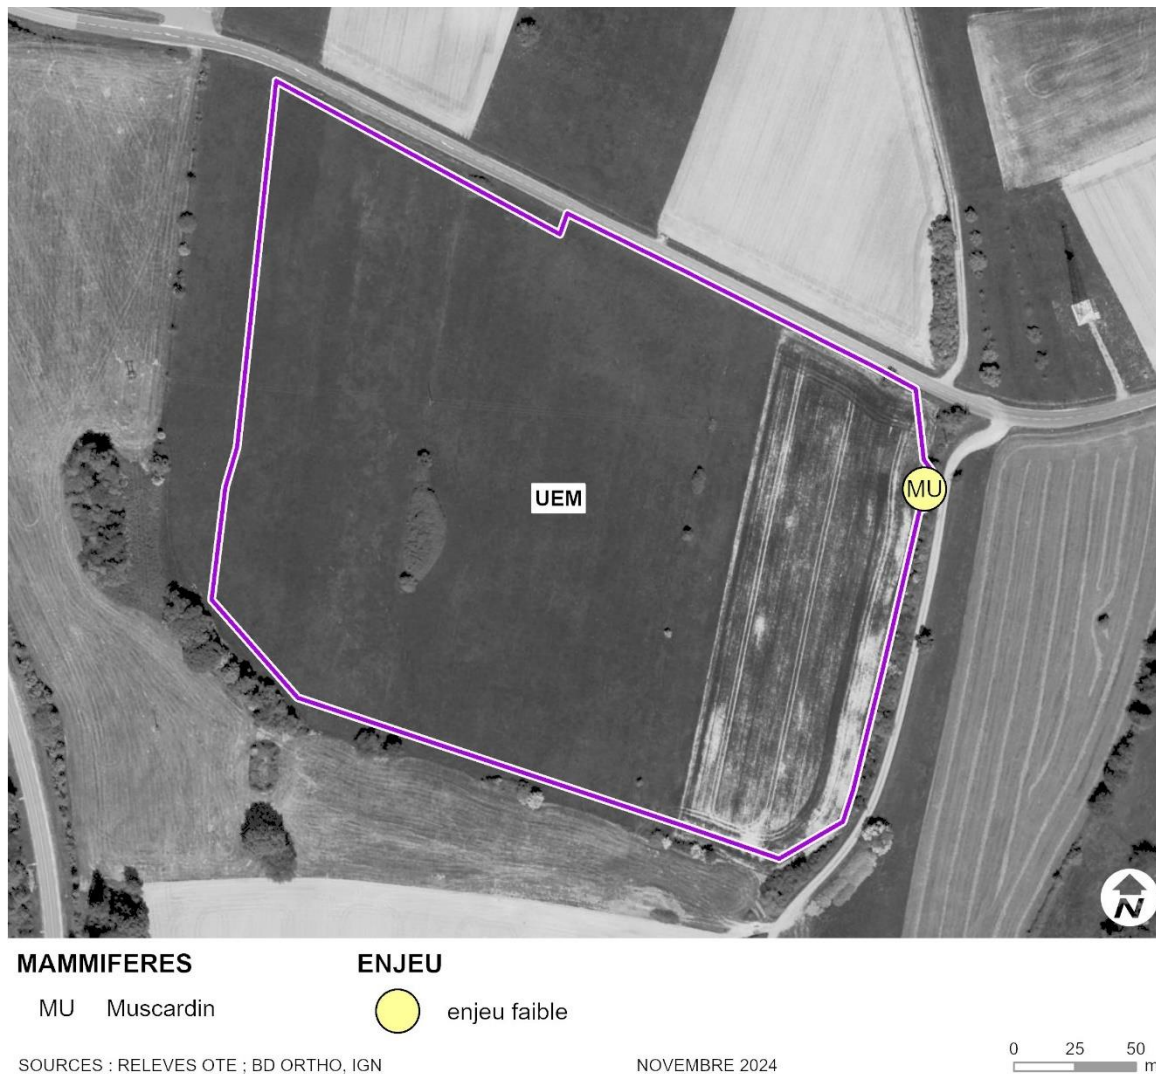 UEM
MU
N
MAMMIFERES ENJEU
MU Muscardin enjeu faible
SOURCES : RELEVES OTE ; BD ORTHO, IGN NOVEMBRE 2024
0 25 50
m